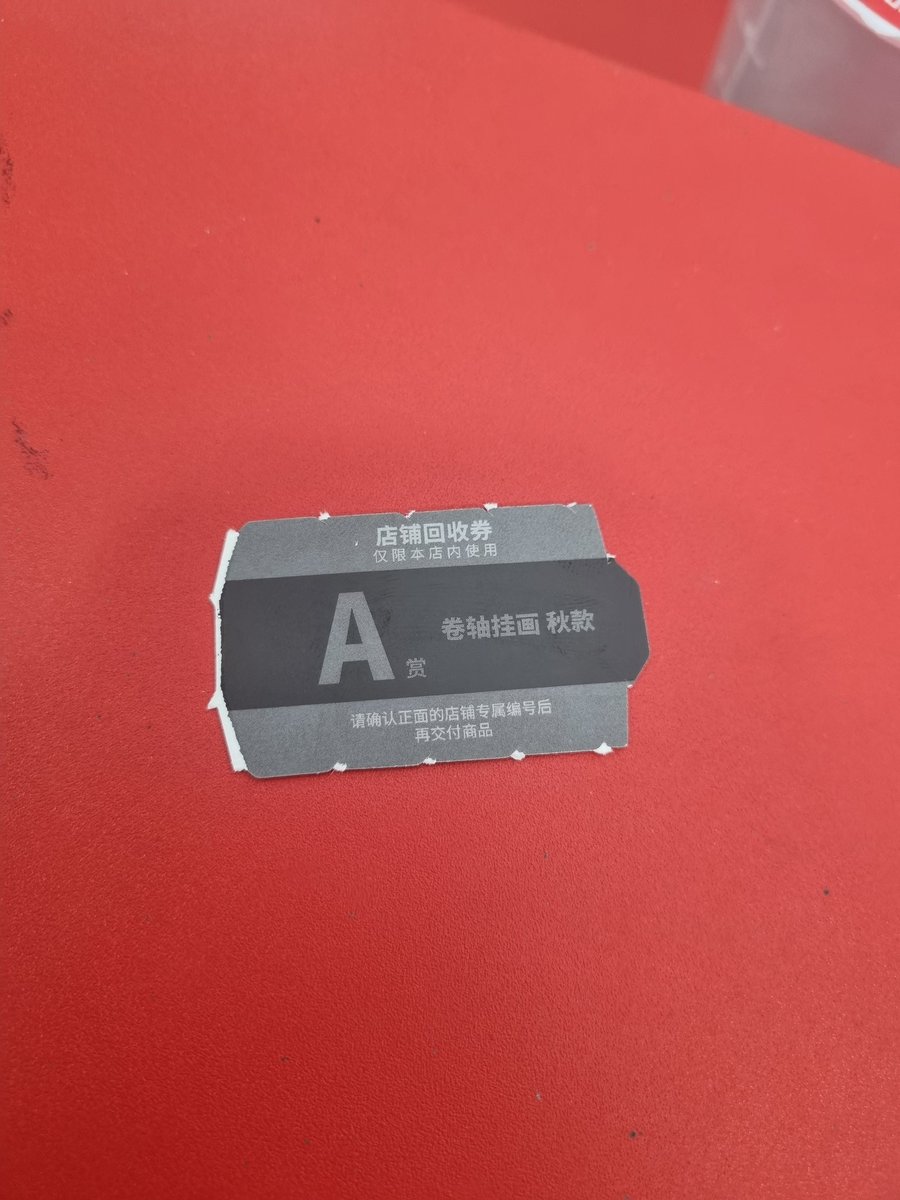 店铺回收券
仅限本店内使用
A赏 卷轴挂画 秋款
请确认正面的店铺专属编号后
再交付商品